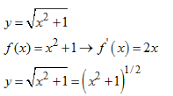 y = √(x² + 1)
f(x) = x² + 1 → f'(x) = 2x
y = √(x² + 1) = (x² + 1)^1/2